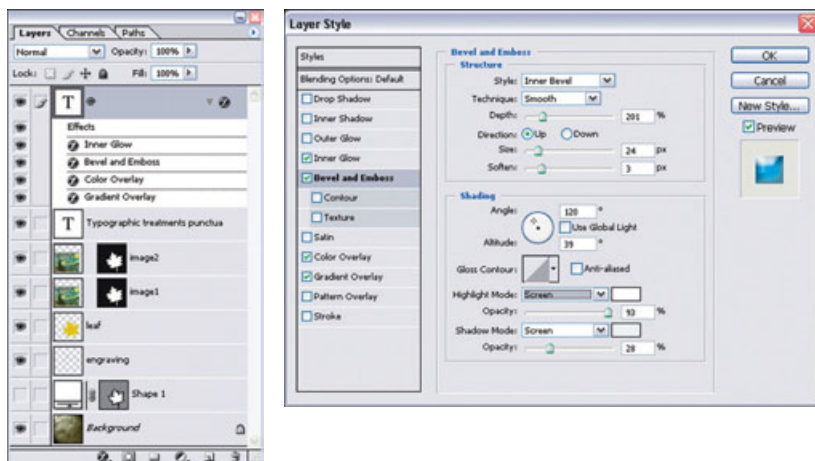 Layers Channels Paths
Normal Opacity: 100%
Lock: Fill: 100%
T @
Effects
Inner Glow
Bevel and Emboss
Color Overlay
Gradient Overlay
T Typographic treatments punctua
image2
image1
leaf
engraving
Shape 1
Background
Layer Style
Styles
Blending Options: Default
Drop Shadow
Inner Shadow
Outer Glow
Inner Glow
Bevel and Emboss
Contour
Texture
Satin
Color Overlay
Gradient Overlay
Pattern Overlay
Stroke
Bevel and Emboss
Structure
Style: Inner Bevel
Technique: Smooth
Depth: 201 %
Direction: Up Down
Size: 24 px
Soften: 3 px
Shading
Angle: 120 °
Use Global Light
Altitude: 39 °
Gloss Contour: Anti-aliased
Highlight Mode: Screen
Opacity: 93 %
Shadow Mode: Screen
Opacity: 28 %
OK
Cancel
New Style...
Preview